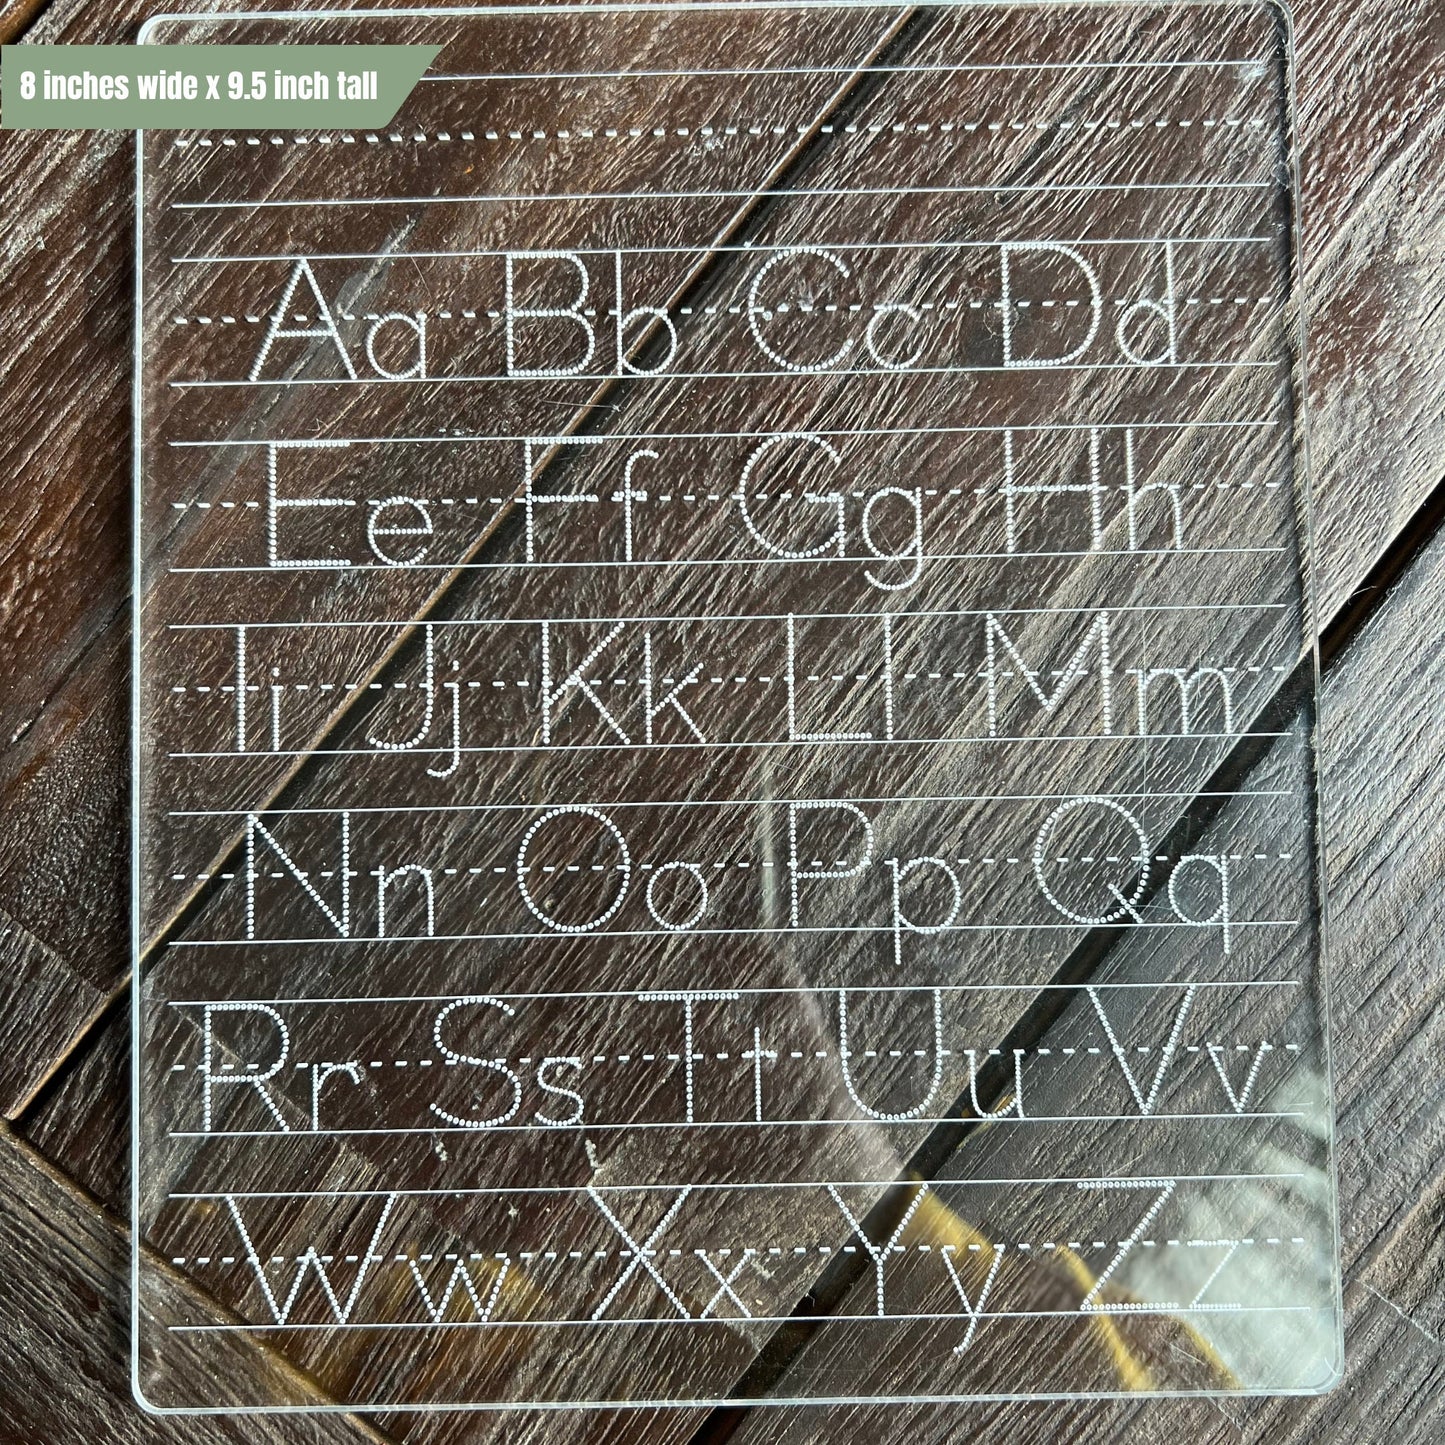 8 inches wide x 9.5 inch tall
Aa Bb Cc Dd
Ee Ff Gg Hh
Ii Jj Kk Ll Mm
Nn Oo Pp Qq
Rr Ss Tt Uu Vv
Ww Xx Yy Zz